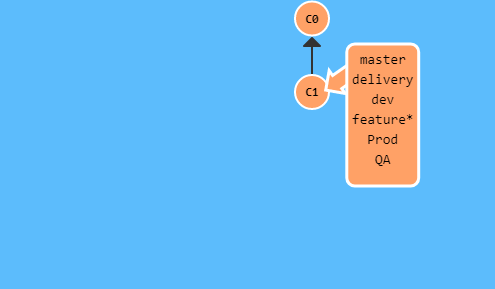 C0
master
delivery
C1
dev
feature*
Prod
QA